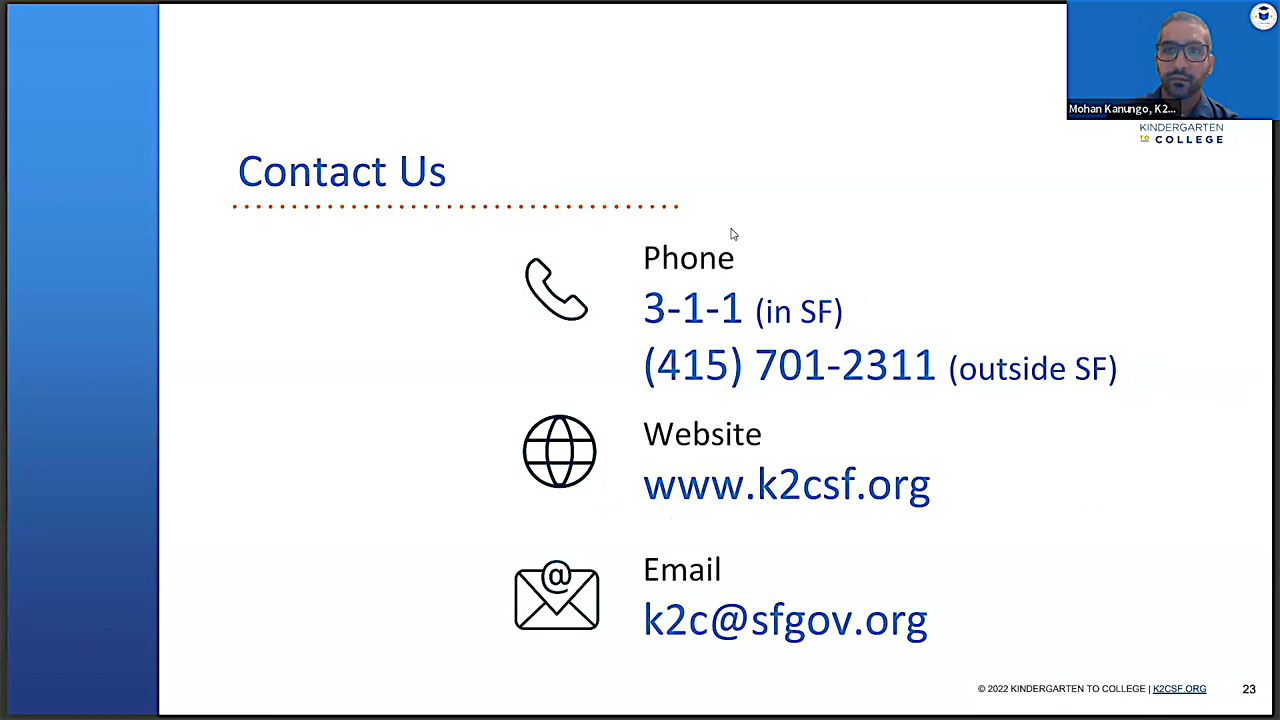 Mohan Kanungo, K2...
KINDERGARTEN
TO COLLEGE
Contact Us
Phone
3-1-1 (in SF)
(415) 701-2311 (outside SF)
Website
www.k2csf.org
@
Email
k2c@sfgov.org
© 2022 KINDERGARTEN TO COLLEGE | K2CSF.ORG
23